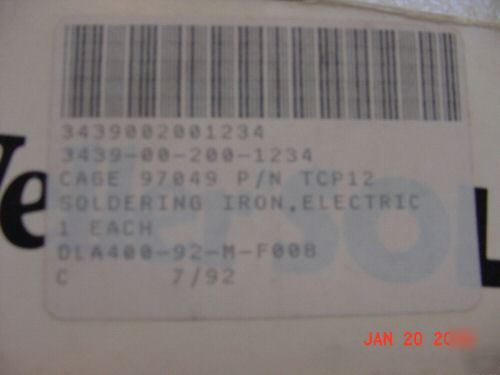 3439002001234
3439-00-200-1234
CAGE 97049 P/N TCP12
SOLDERING IRON,ELECTRIC
1 EACH
DLA400-92-M-F008
C 7/92
JAN 20